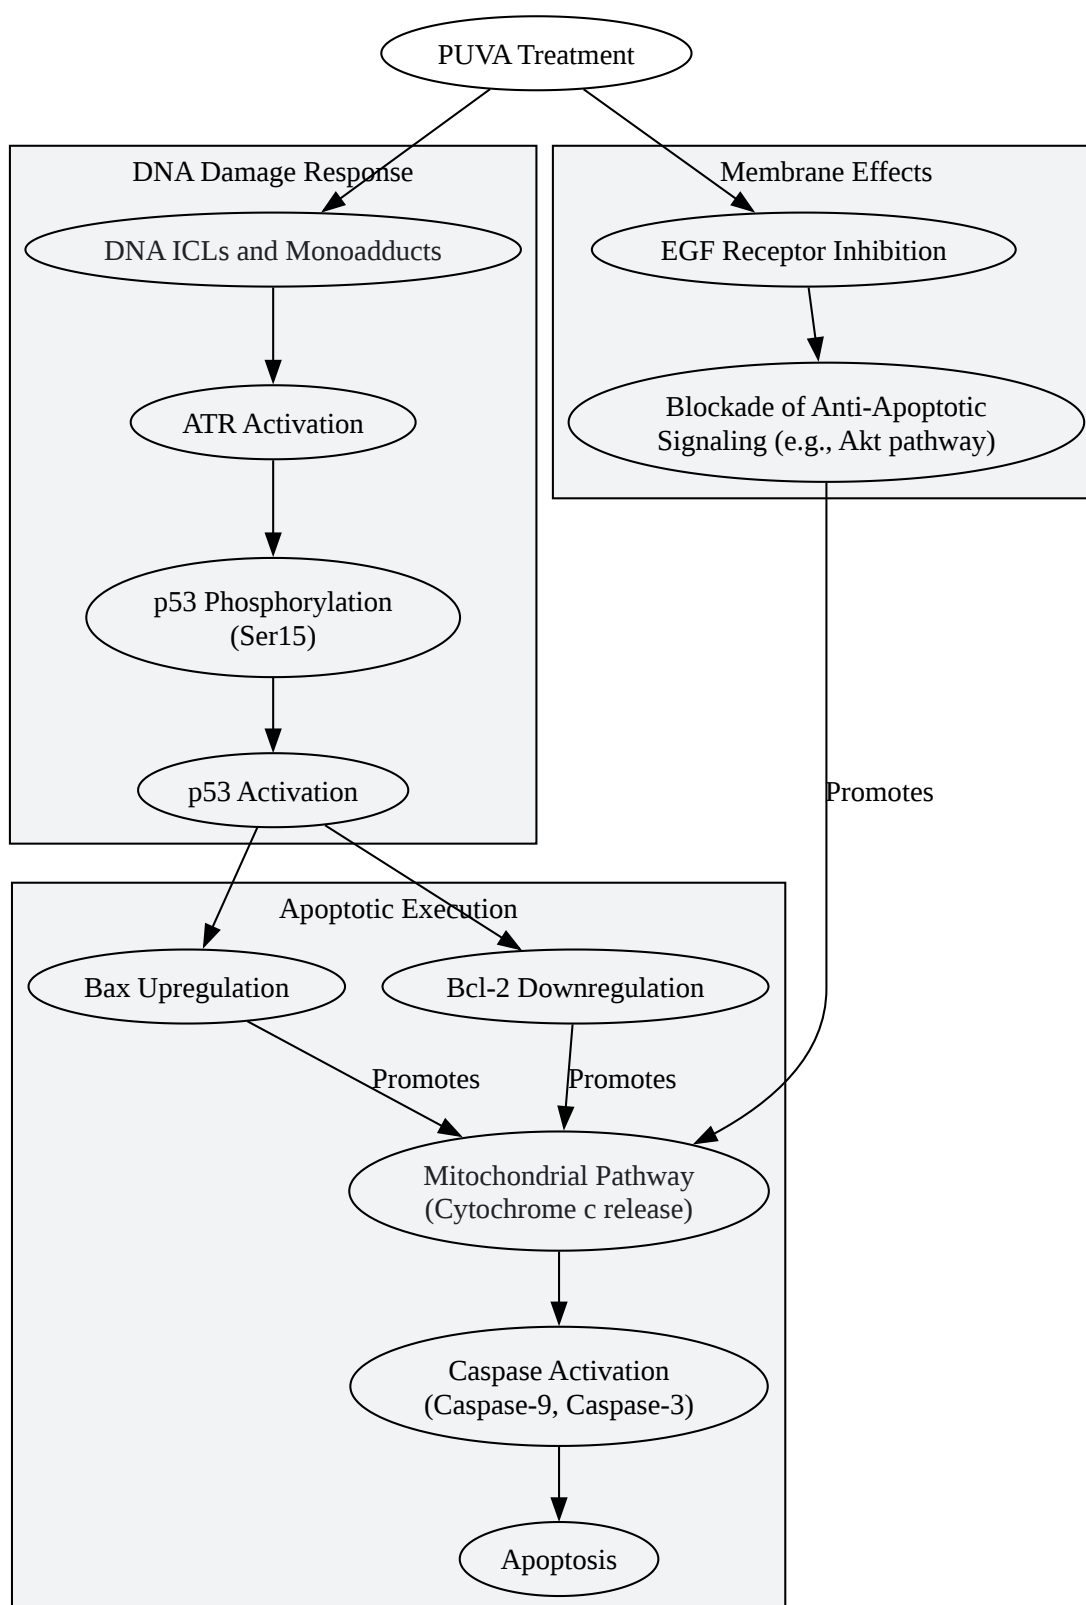 PUVA Treatment
DNA Damage Response
Membrane Effects
DNA ICLs and Monoadducts
EGF Receptor Inhibition
ATR Activation
Blockade of Anti-Apoptotic
Signaling (e.g., Akt pathway)
p53 Phosphorylation
(Ser15)
p53 Activation
Promotes
Apoptotic Execution
Bax Upregulation
Bcl-2 Downregulation
Promotes
Promotes
Mitochondrial Pathway
(Cytochrome c release)
Caspase Activation
(Caspase-9, Caspase-3)
Apoptosis